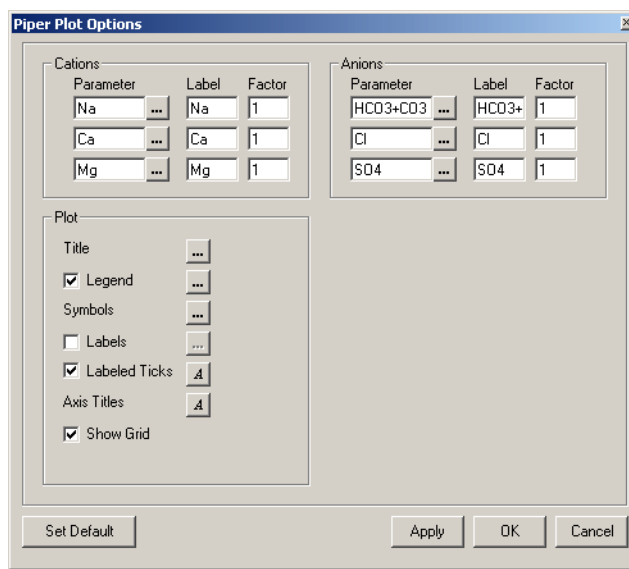 Piper Plot Options
Cations
Parameter Label Factor
Na ... Na 1
Ca ... Ca 1
Mg ... Mg 1
Anions
Parameter Label Factor
HCO3+CO3 ... HCO3+ 1
Cl ... Cl 1
SO4 ... SO4 1
Plot
Title ...
Legend ...
Symbols ...
Labels ...
Labeled Ticks A
Axis Titles A
Show Grid
Set Default Apply OK Cancel